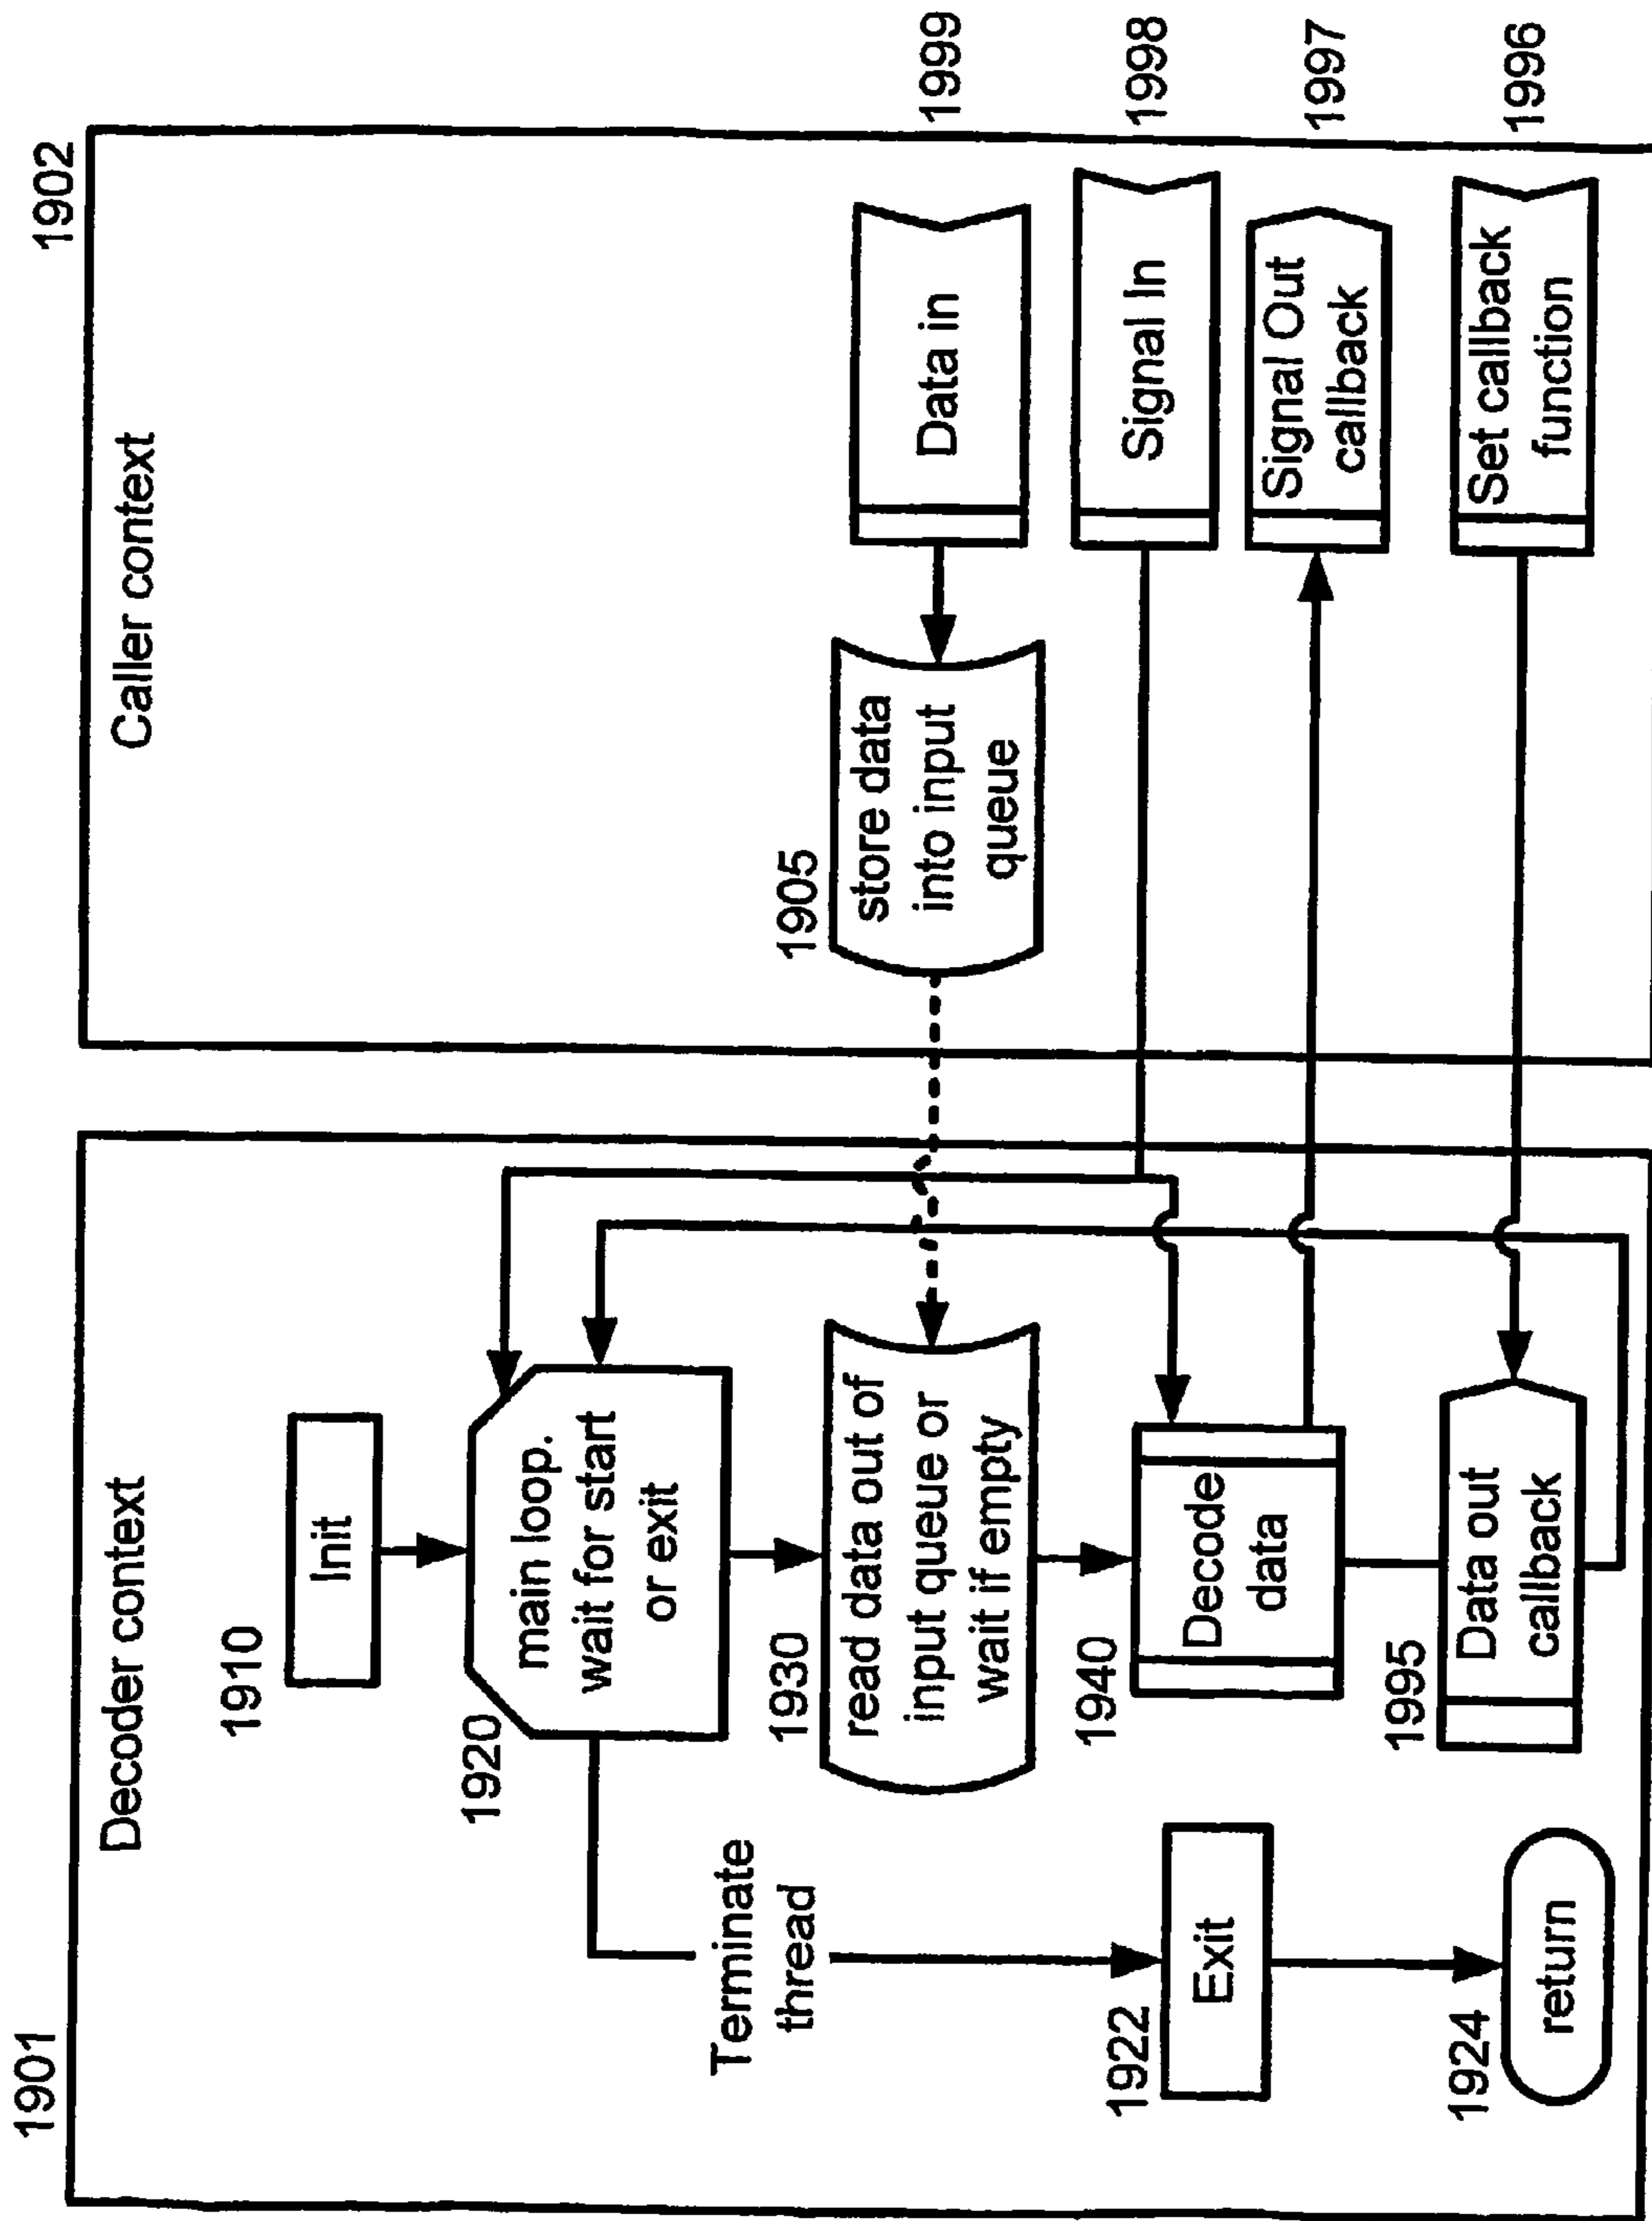 1901
Decoder context
1910
Init
1920
main loop.
wait for start
or exit
Terminate
thread
1930
read data out of
input queue or
wait if empty
1940
Decode
data
1922
Exit
1995
Data out
callback
1924
return
1902
Caller context
1905
store data
into input
queue
Data in
1999
Signal In
1998
Signal Out
callback
1997
Set callback
function
1996